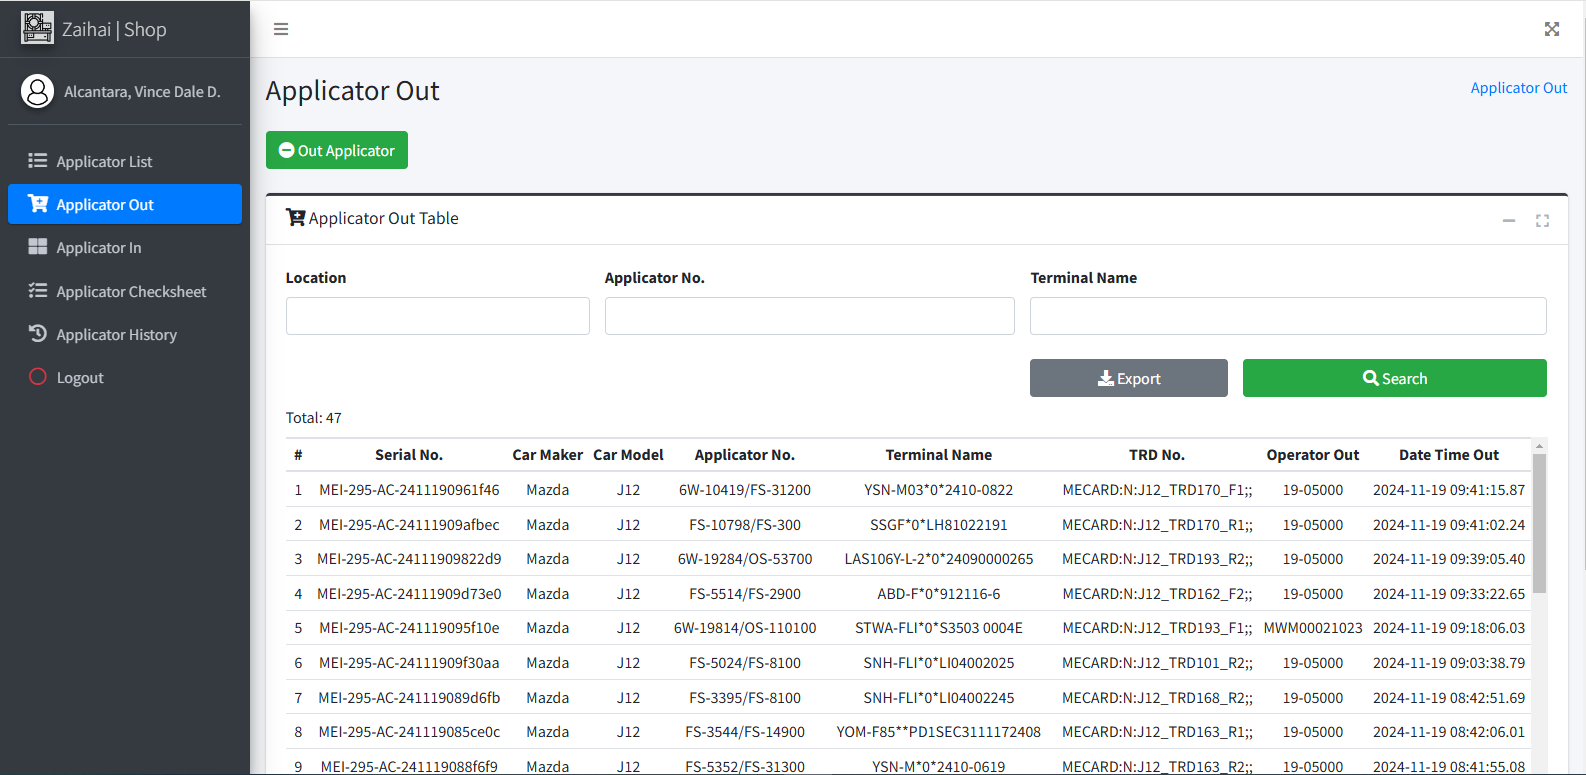 Zaihai | Shop
Alcantara, Vince Dale D.
Applicator List
Applicator Out
Applicator In
Applicator Checksheet
Applicator History
Logout
Applicator Out
Applicator Out
Out Applicator
Applicator Out Table
Location Applicator No. Terminal Name
Export Search
Total: 47
# Serial No. Car Maker Car Model Applicator No. Terminal Name TRD No. Operator Out Date Time Out
1 MEI-295-AC-2411190961f46 Mazda J12 6W-10419/FS-31200 YSN-M03*0*2410-0822 MECARD:N:J12_TRD170_F1;; 19-05000 2024-11-19 09:41:15.87
2 MEI-295-AC-24111909afbec Mazda J12 FS-10798/FS-300 SSGF*0*LH81022191 MECARD:N:J12_TRD170_R1;; 19-05000 2024-11-19 09:41:02.24
3 MEI-295-AC-24111909822d9 Mazda J12 6W-19284/OS-53700 LAS106Y-L-2*0*24090000265 MECARD:N:J12_TRD193_R2;; 19-05000 2024-11-19 09:39:05.40
4 MEI-295-AC-24111909d73e0 Mazda J12 FS-5514/FS-2900 ABD-F*0*912116-6 MECARD:N:J12_TRD162_F2;; 19-05000 2024-11-19 09:33:22.65
5 MEI-295-AC-241119095f10e Mazda J12 6W-19814/OS-110100 STWA-FLI*0*S3503 0004E MECARD:N:J12_TRD193_F1;; MWM00021023 2024-11-19 09:18:06.03
6 MEI-295-AC-24111909f30aa Mazda J12 FS-5024/FS-8100 SNH-FLI*0*LI04002025 MECARD:N:J12_TRD101_R2;; 19-05000 2024-11-19 09:03:38.79
7 MEI-295-AC-241119089d6fb Mazda J12 FS-3395/FS-8100 SNH-FLI*0*LI04002245 MECARD:N:J12_TRD168_R2;; 19-05000 2024-11-19 08:42:51.69
8 MEI-295-AC-241119085ce0c Mazda J12 FS-3544/FS-14900 YOM-F85**PD1SEC3111172408 MECARD:N:J12_TRD163_R1;; 19-05000 2024-11-19 08:42:06.01
9 MEI-295-AC-241119088f6f9 Mazda J12 FS-5352/FS-31300 YSN-M*0*2410-0619 MECARD:N:J12_TRD163_R2;; 19-05000 2024-11-19 08:41:55.08